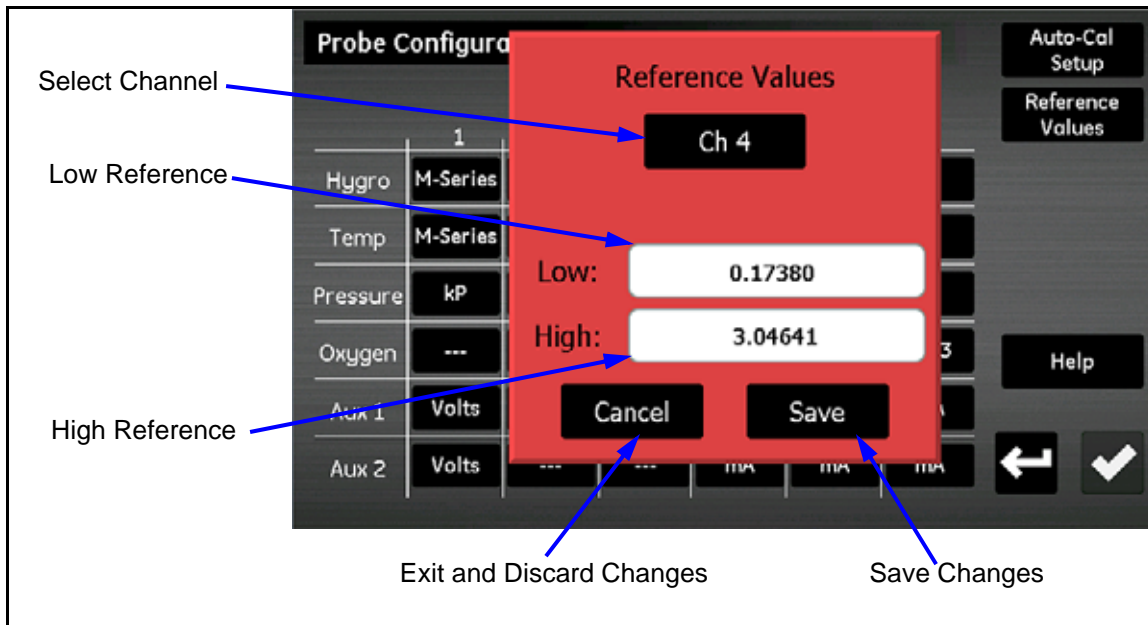 Probe Configura
Auto-Cal
Setup
Reference
Values
Select Channel
Low Reference
High Reference
Reference Values
Ch 4
Low:
0.17380
High:
3.04641
Cancel
Save
1
Hygro
M-Series
Temp
M-Series
Pressure
kP
Oxygen
---
3
Aux 1
Volts
Aux 2
Volts
---
---
mA
mA
mA
Help
Exit and Discard Changes
Save Changes